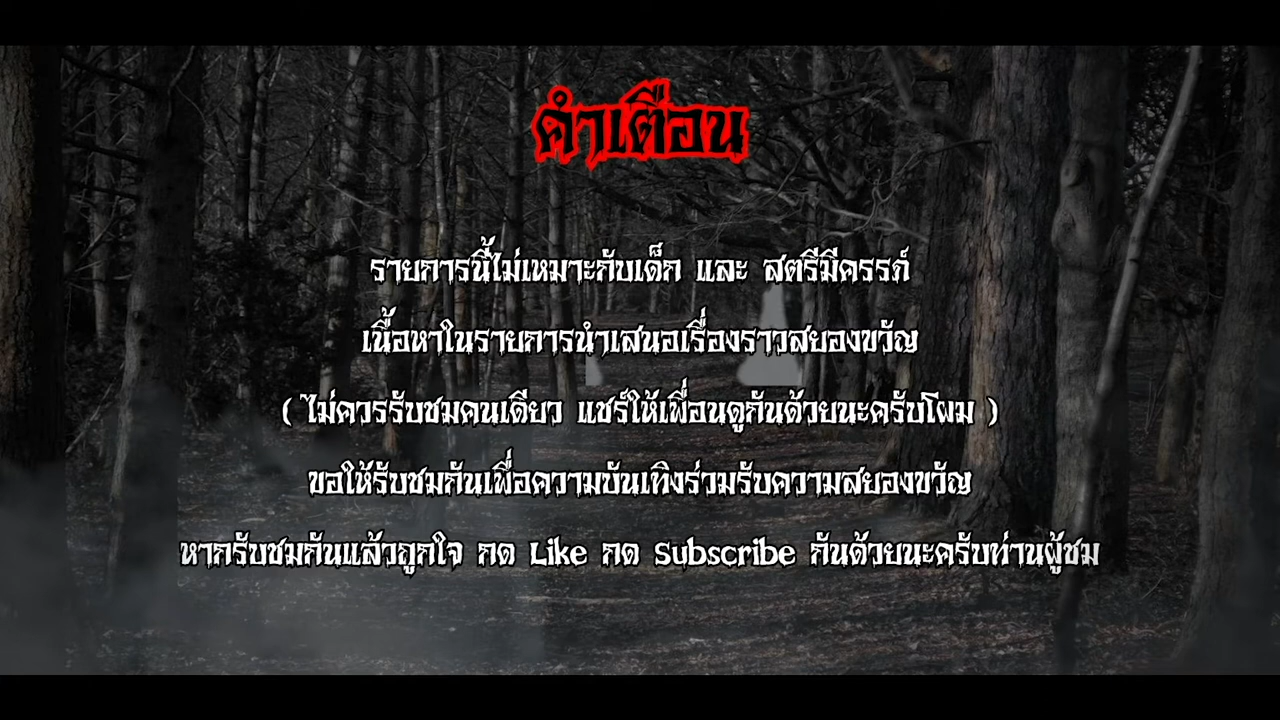 คำเตือน
รายการนี้ไม่เหมาะกับเด็ก และ สตรีมีครรภ์
เนื้อหาในรายการนำเสนอเรื่องราวสยองขวัญ
( ไม่ควรรับชมคนเดียว แชร์ให้เพื่อนดูกันด้วยนะครับโผม )
ขอให้รับชมกันเพื่อความบันเทิงร่วมรับความสยองขวัญ
หากรับชมกันแล้วถูกใจ กด Like กด Subscribe กันด้วยนะครับท่านผู้ชม